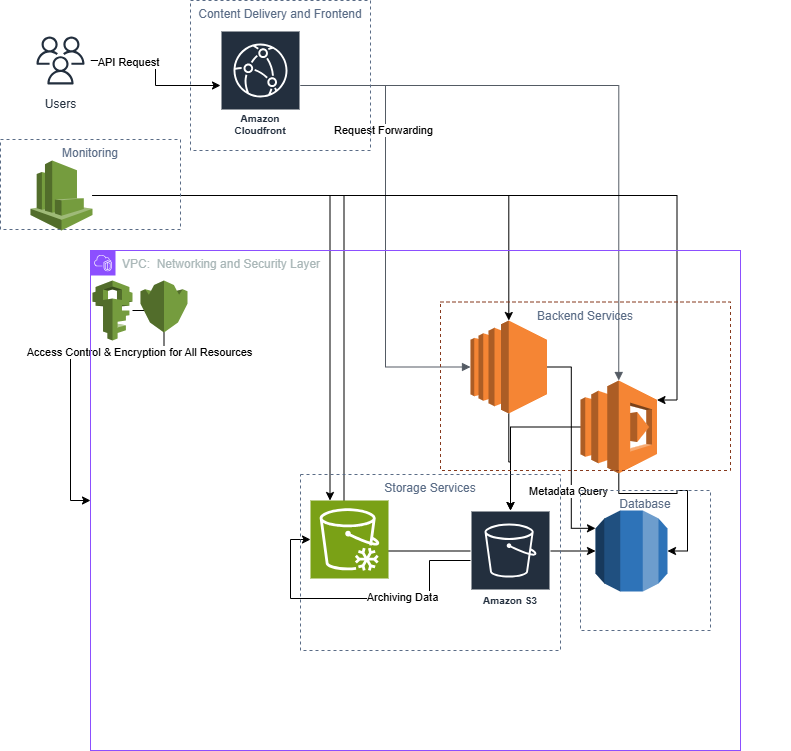 Content Delivery and Frontend
API Request
Users
Amazon
Cloudfront
Request Forwarding
Monitoring
VPC:  Networking and Security Layer
Backend Services
Access Control & Encryption for All Resources
Storage Services
Metadata Query
Database
Archiving Data
Amazon S3